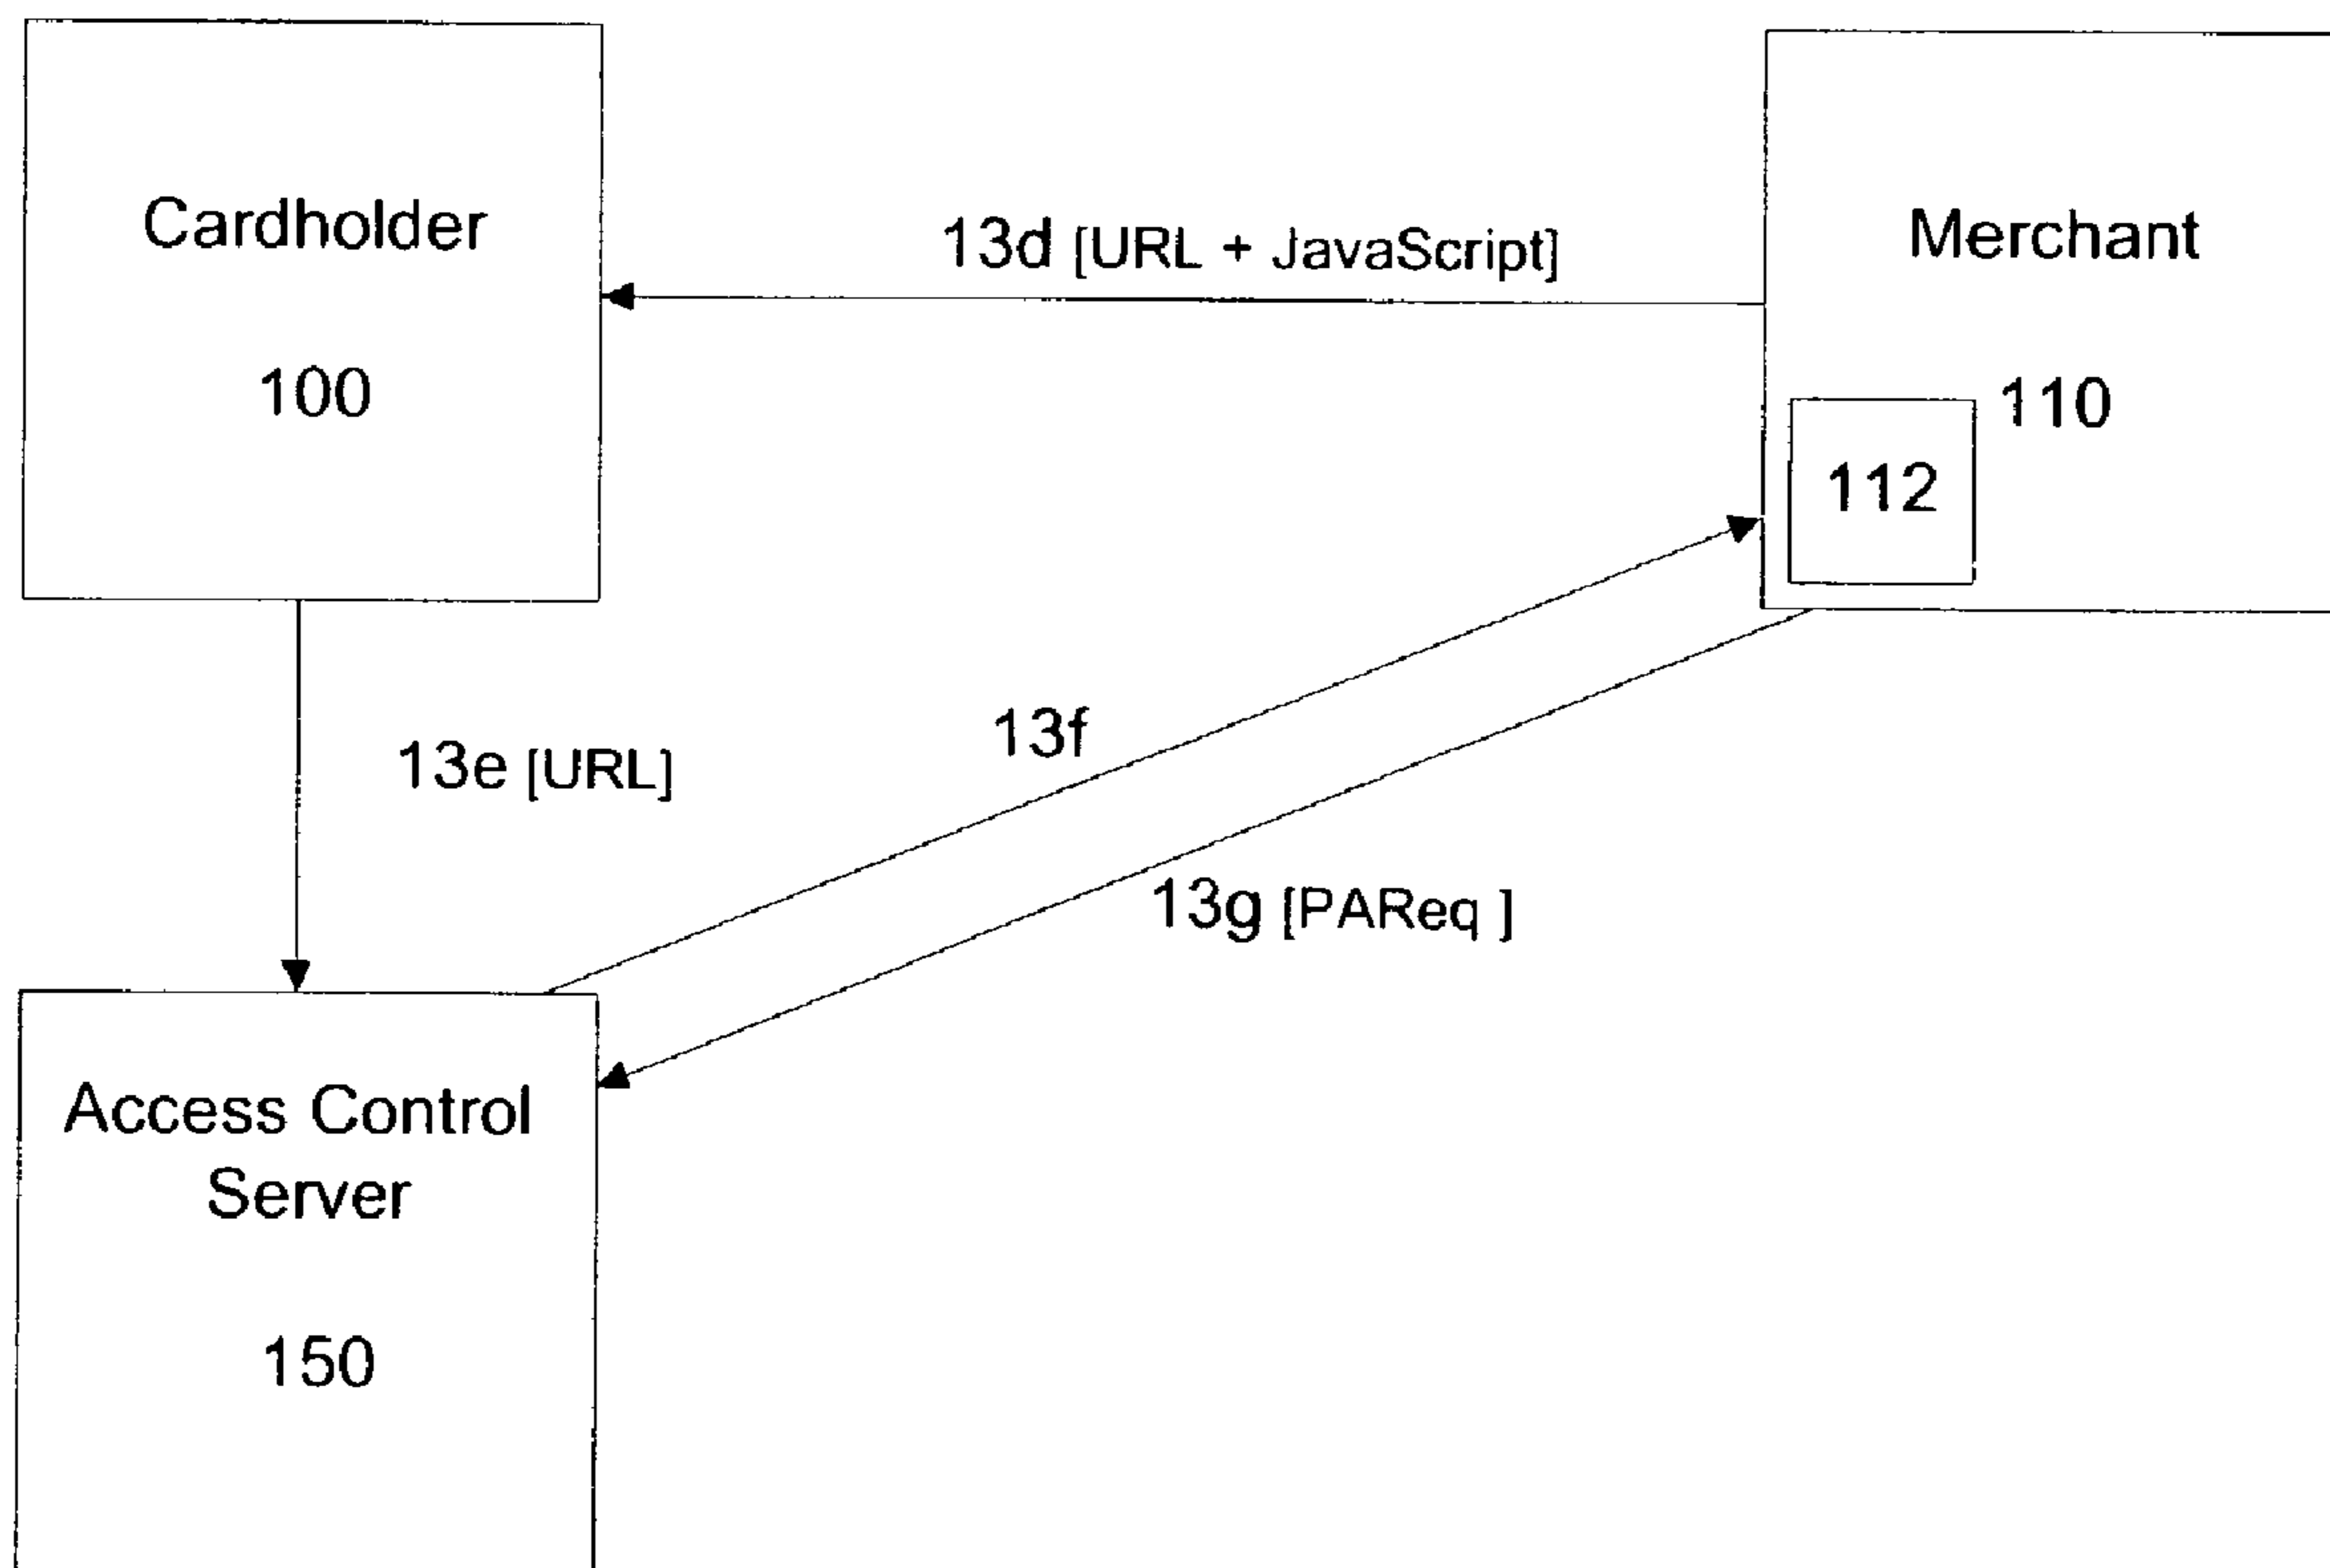 Cardholder
100
13d [URL + JavaScript]
Merchant
110
112
13e [URL]
13f
13g [PAReq ]
Access Control
Server
150